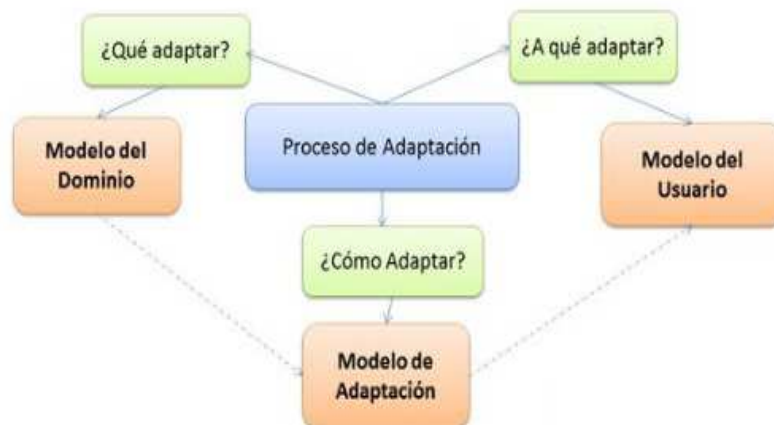 ¿Qué adaptar?
¿A qué adaptar?
Modelo del
Dominio
Proceso de Adaptación
Modelo del
Usuario
¿Cómo Adaptar?
Modelo de
Adaptación